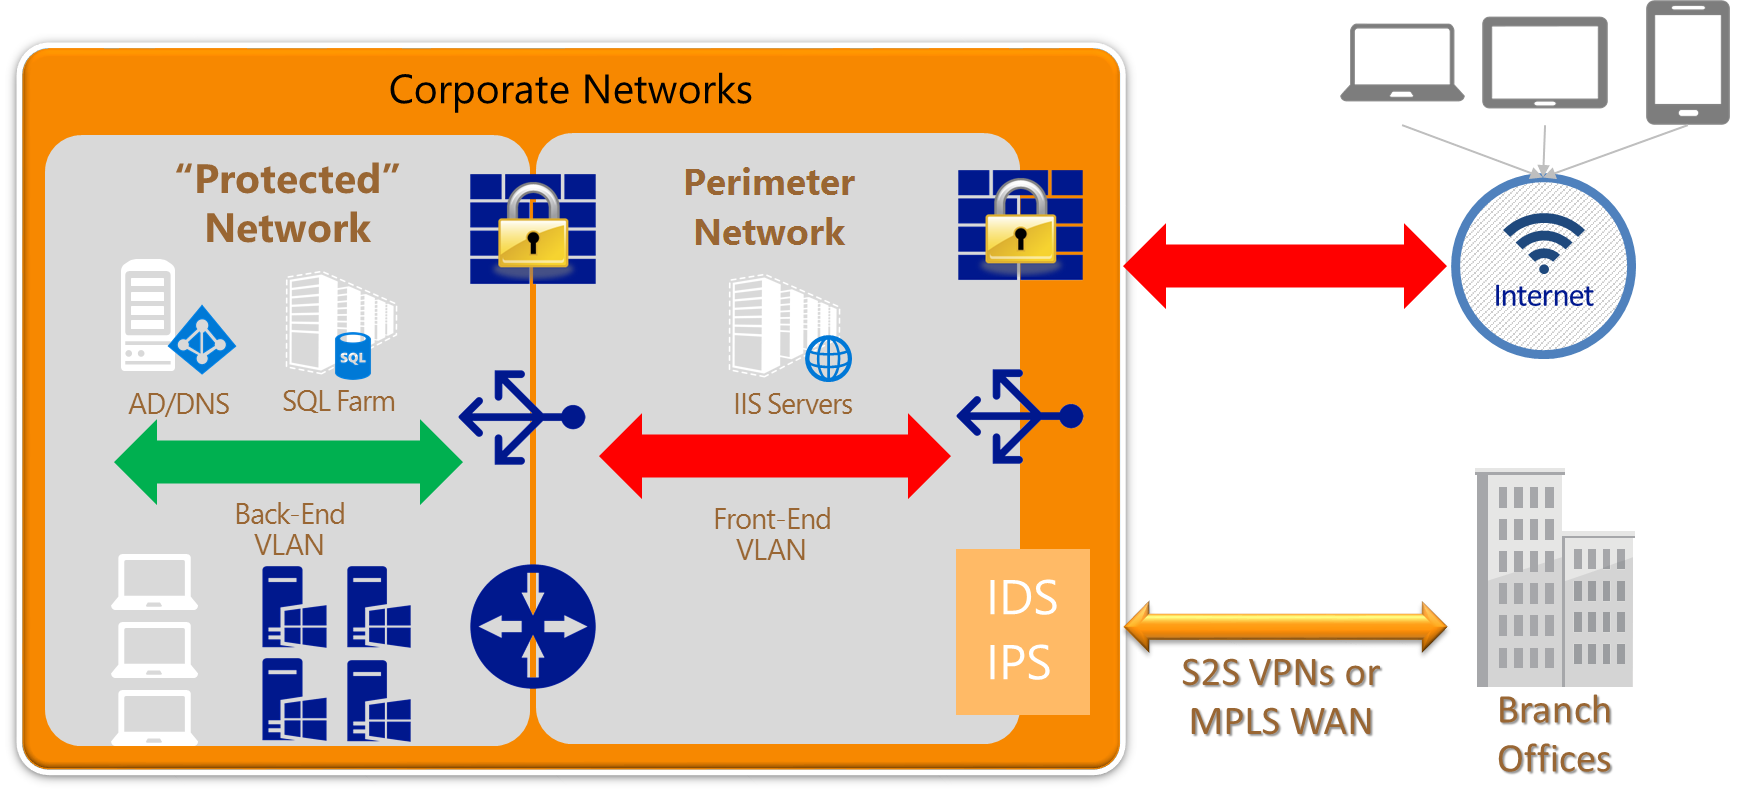 Corporate Networks
“Protected”
Network
Perimeter
Network
Internet
SQL
AD/DNS
SQL Farm
IIS Servers
Back-End
VLAN
Front-End
VLAN
IDS
IPS
S2S VPNs or
MPLS WAN
Branch
Offices